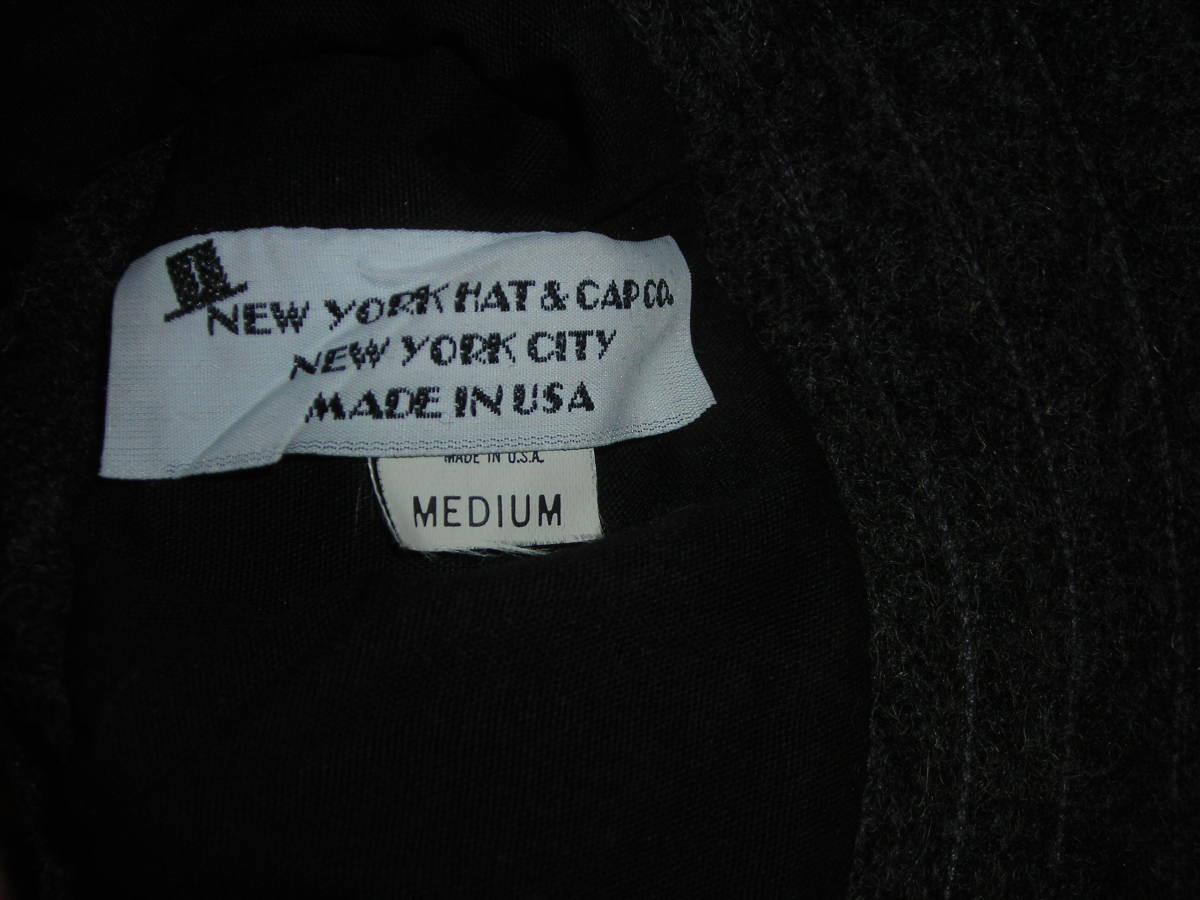 NEW YORK HAT & CAP CO.
NEW YORK CITY
MADE IN USA
MADE IN U.S.A.
MEDIUM